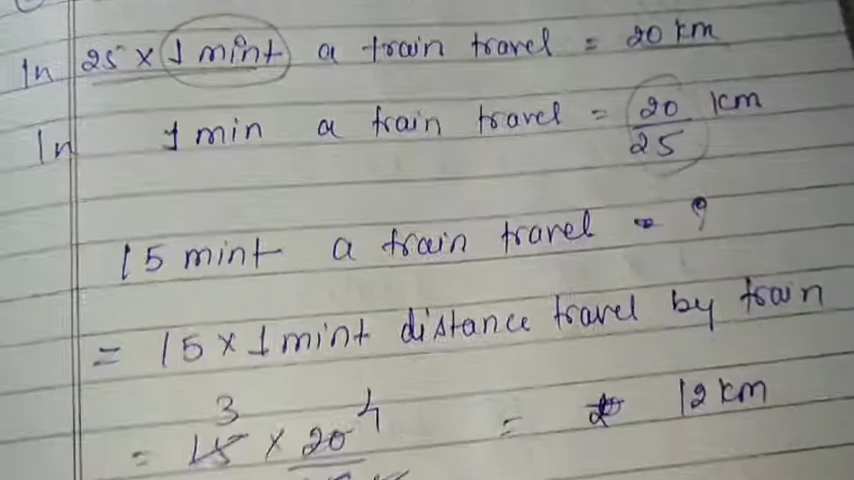 In 25 × 1 mint a train travel = 20 km
In 1 min a train travel = 20/25 km
15 mint a train travel = ?
= 15 × 1 mint distance travel by train
3 4
= 15 × 20 = 12 km